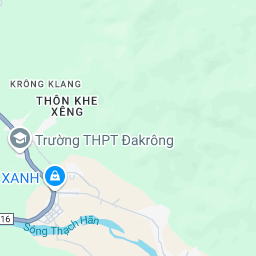 KRÔNG KLANG
THÔN KHE
XÊNG
Trường THPT Đakrông
XANH
16
Sông Thạch Hãn